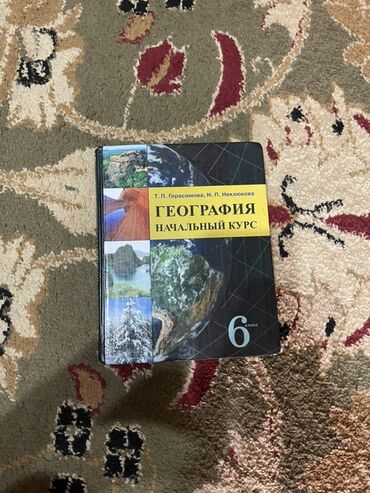 Т. П. Герасимова, Н. П. Неклюкова
ГЕОГРАФИЯ
НАЧАЛЬНЫЙ КУРС
6 класс